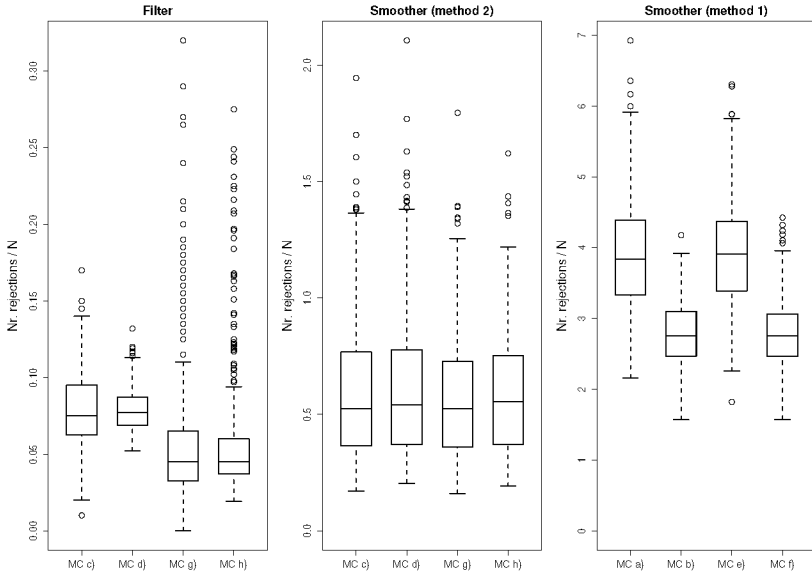 Filter
Nr. rejections / N
0.00 0.05 0.10 0.15 0.20 0.25 0.30
MC c) MC d) MC g) MC h)
Smoother (method 2)
Nr. rejections / N
0.0 0.5 1.0 1.5 2.0
MC c) MC d) MC g) MC h)
Smoother (method 1)
Nr. rejections / N
0 1 2 3 4 5 6 7
MC a) MC b) MC e) MC f)